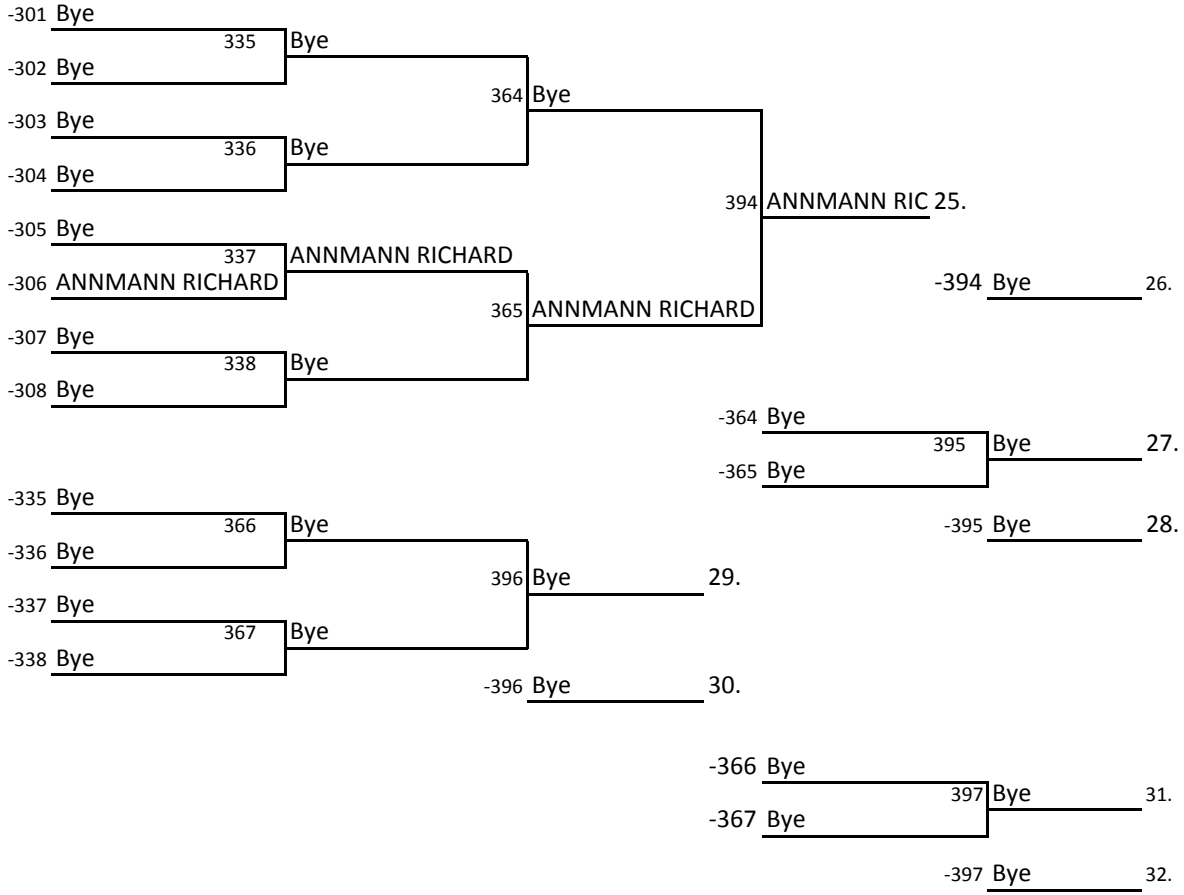 -301 Bye
335 Bye
-302 Bye
364 Bye
-303 Bye
336 Bye
-304 Bye
394 ANNMANN RIC 25.
-305 Bye
337 ANNMANN RICHARD
-306 ANNMANN RICHARD
-394 Bye 26.
365 ANNMANN RICHARD
-307 Bye
338 Bye
-308 Bye
-364 Bye
395 Bye 27.
-365 Bye
-335 Bye
366 Bye
-395 Bye 28.
-336 Bye
396 Bye 29.
-337 Bye
367 Bye
-338 Bye
-396 Bye 30.
-366 Bye
397 Bye 31.
-367 Bye
-397 Bye 32.